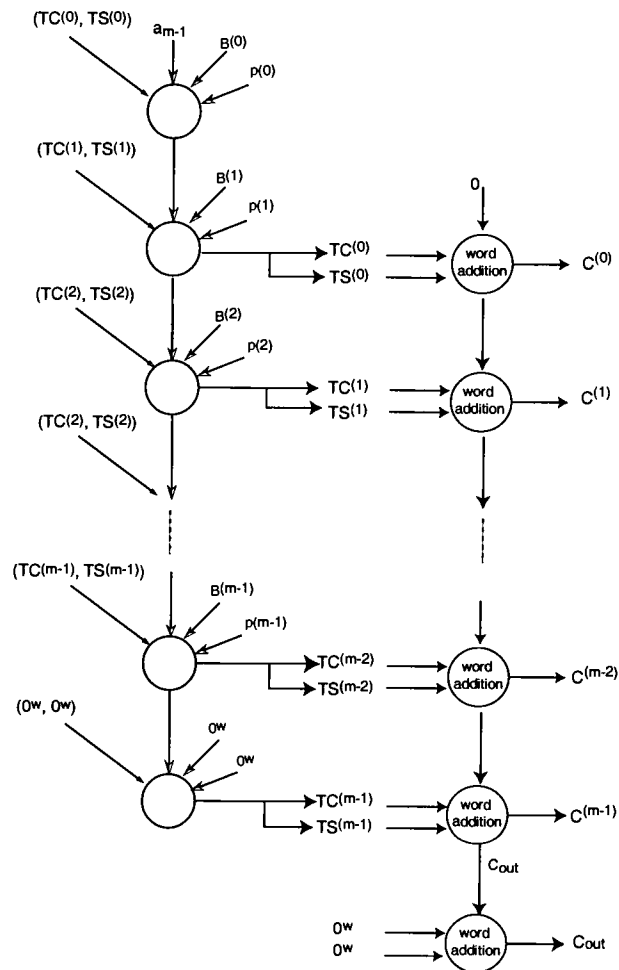 (TC(0), TS(0))
am-1
B(0)
p(0)
(TC(1), TS(1))
B(1)
p(1)
0
TC(0)
TS(0)
word
addition
C(0)
(TC(2), TS(2))
B(2)
p(2)
TC(1)
TS(1)
word
addition
C(1)
(TC(2), TS(2))
(TC(m-1), TS(m-1))
B(m-1)
p(m-1)
TC(m-2)
TS(m-2)
word
addition
C(m-2)
(0w, 0w)
0w
0w
TC(m-1)
TS(m-1)
word
addition
C(m-1)
Cout
0w
0w
word
addition
Cout